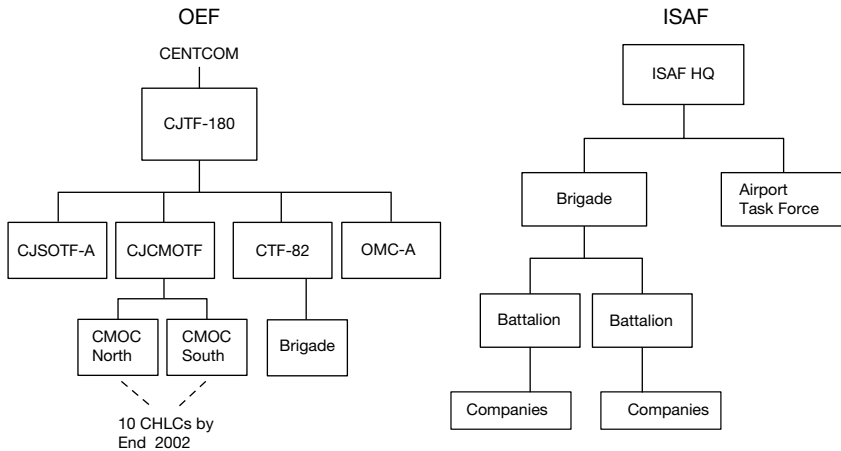 OEF
CENTCOM
CJTF-180
CJSOTF-A
CJCMOTF
CTF-82
OMC-A
CMOC
North
CMOC
South
Brigade
10 CHLCs by
End 2002
ISAF
ISAF HQ
Brigade
Airport
Task Force
Battalion
Battalion
Companies
Companies